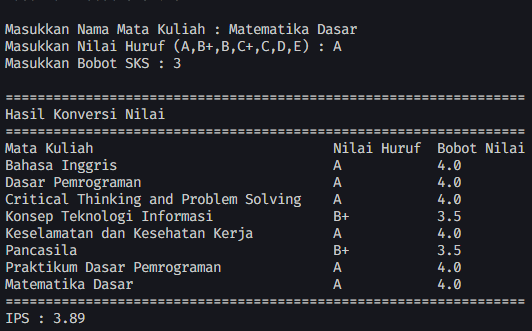 Masukkan Nama Mata Kuliah : Matematika Dasar
Masukkan Nilai Huruf (A,B+,B,C+,C,D,E) : A
Masukkan Bobot SKS : 3
=================================================================
Hasil Konversi Nilai
=================================================================
Mata Kuliah Nilai Huruf Bobot Nilai
Bahasa Inggris A 4.0
Dasar Pemrograman A 4.0
Critical Thinking and Problem Solving A 4.0
Konsep Teknologi Informasi B+ 3.5
Keselamatan dan Kesehatan Kerja A 4.0
Pancasila B+ 3.5
Praktikum Dasar Pemrograman A 4.0
Matematika Dasar A 4.0
=================================================================
IPS : 3.89